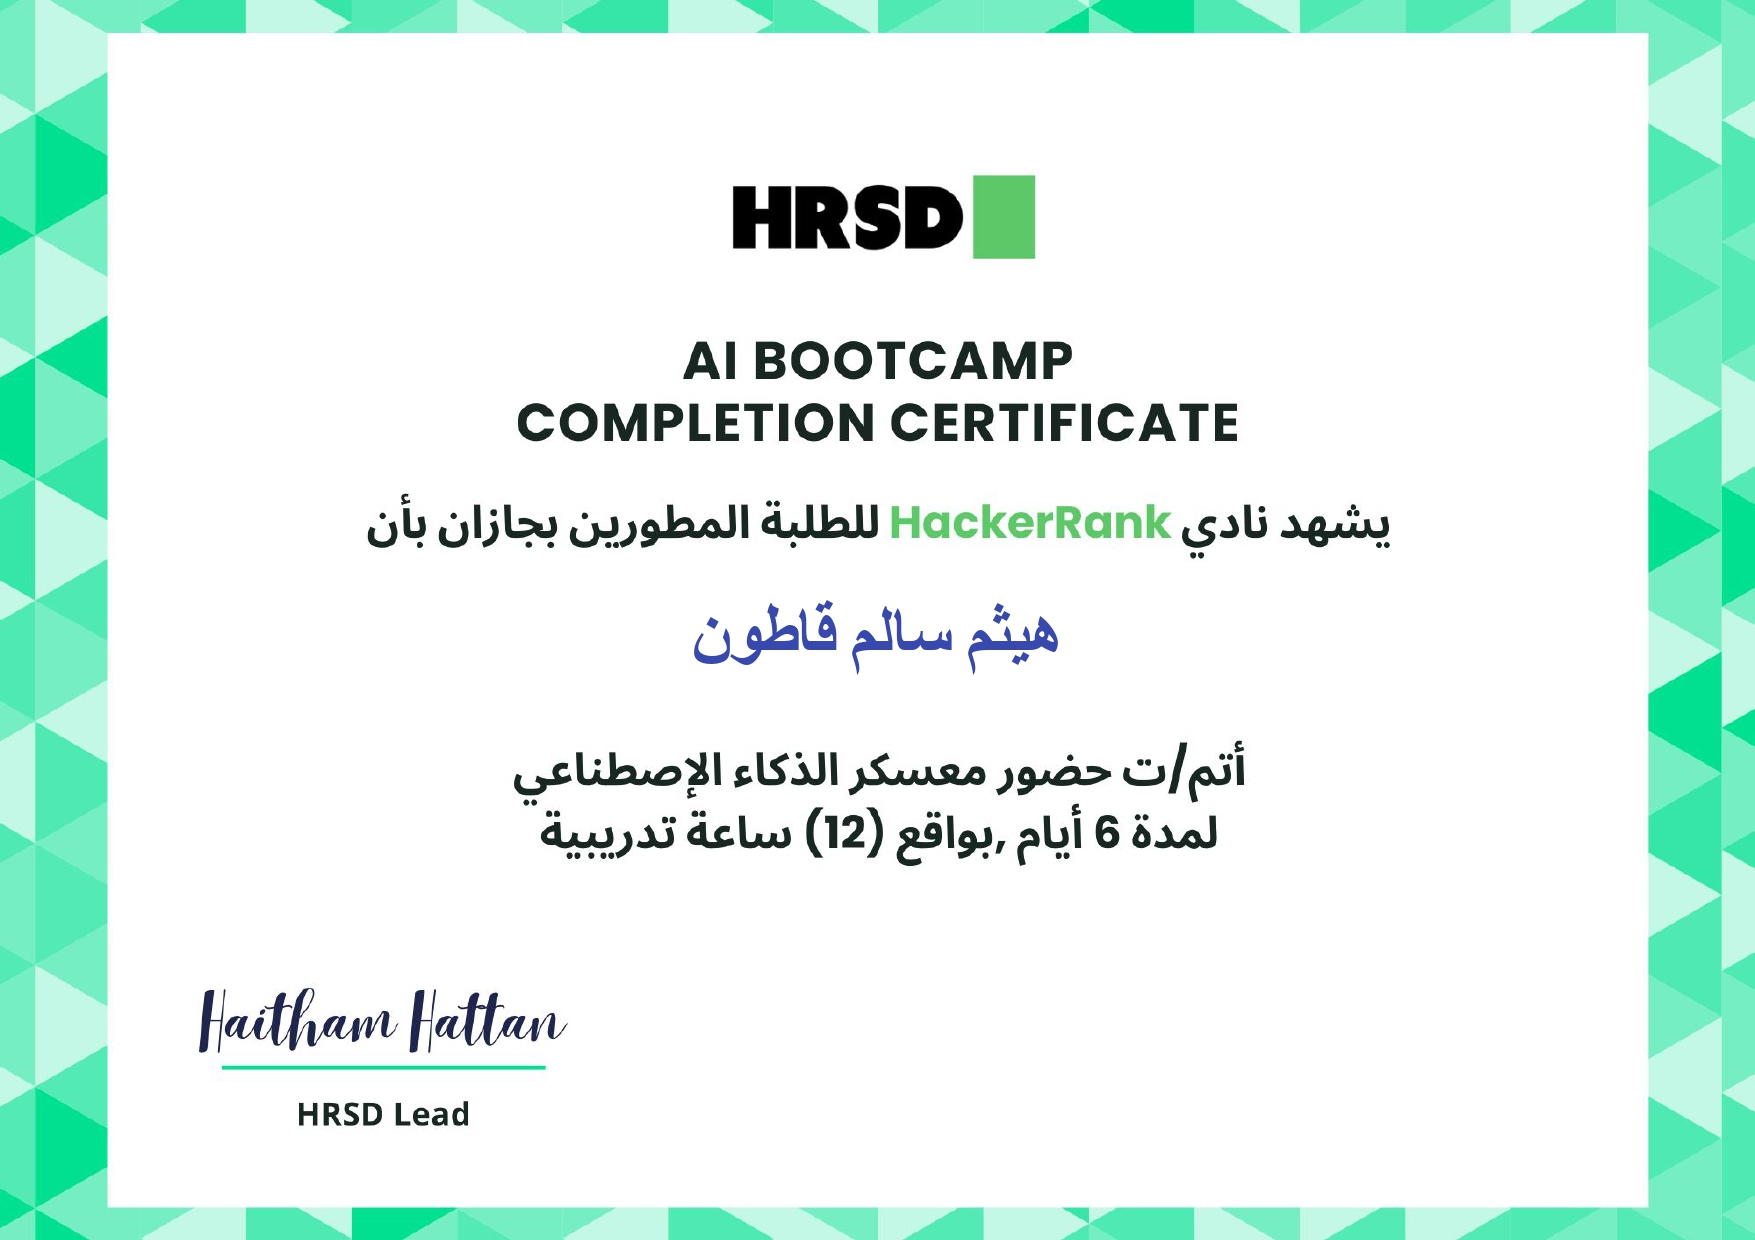 HRSD
AI BOOTCAMP
COMPLETION CERTIFICATE
يشهد نادي HackerRank للطلبة المطورين بجازان بأن
هيثم سالم قاطون
أتم/ت حضور معسكر الذكاء الإصطناعي
لمدة 6 أيام ,بواقع (12) ساعة تدريبية
Haitham Hattan
HRSD Lead